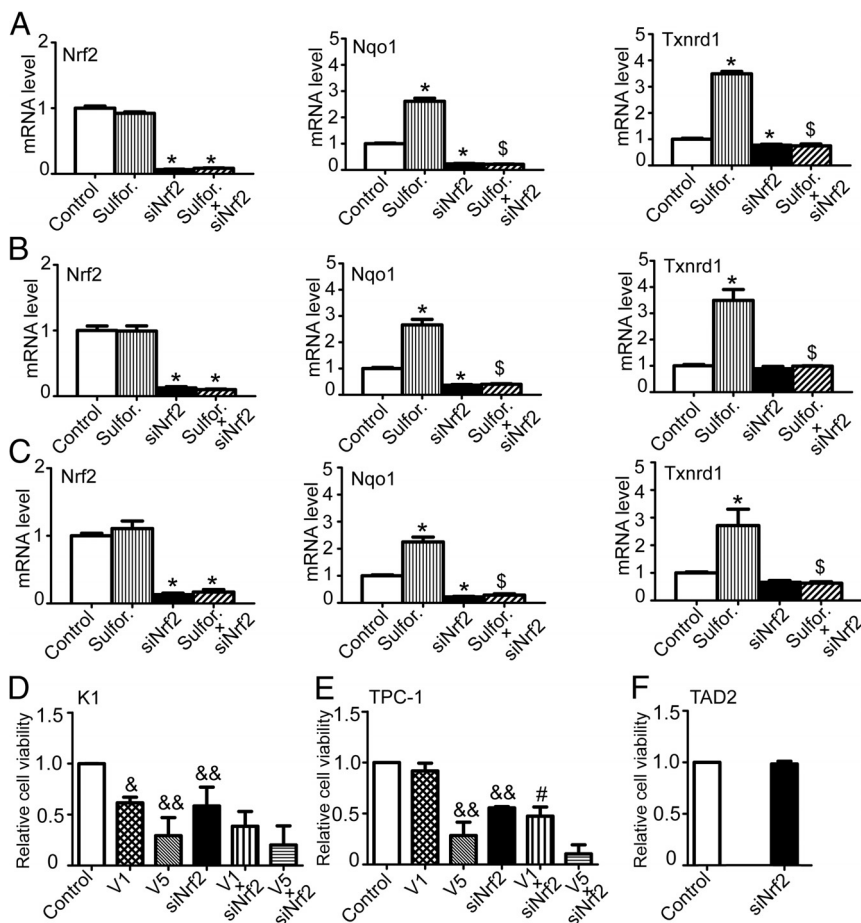 A
Nrf2
mRNA level
2
1
0
*
*
Control
Sulfor.
siNrf2
Sulfor.
+
siNrf2
Nqo1
mRNA level
5
4
3
2
1
0
*
*
$
Control
Sulfor.
siNrf2
Sulfor.
+
siNrf2
Txnrd1
mRNA level
5
4
3
2
1
0
*
*
$
Control
Sulfor.
siNrf2
Sulfor.
+
siNrf2
B
Nrf2
mRNA level
2
1
0
*
*
Control
Sulfor.
siNrf2
Sulfor.
+
siNrf2
Nqo1
mRNA level
5
4
3
2
1
0
*
*
$
Control
Sulfor.
siNrf2
Sulfor.
+
siNrf2
Txnrd1
mRNA level
5
4
3
2
1
0
*
$
Control
Sulfor.
siNrf2
Sulfor.
+
siNrf2
C
Nrf2
mRNA level
2
1
0
*
*
Control
Sulfor.
siNrf2
Sulfor.
+
siNrf2
Nqo1
mRNA level
5
4
3
2
1
0
*
*
$
Control
Sulfor.
siNrf2
Sulfor.
+
siNrf2
Txnrd1
mRNA level
5
4
3
2
1
0
*
$
Control
Sulfor.
siNrf2
Sulfor.
+
siNrf2
D
K1
Relative cell viability
1.5
1.0
0.5
0
&
&&
&&
Control
V1
V5
siNrf2
V1
+
siNrf2
V5
+
siNrf2
E
TPC-1
Relative cell viability
1.5
1.0
0.5
0
&&
&&
#
Control
V1
V5
siNrf2
V1
+
siNrf2
V5
+
siNrf2
F
TAD2
Relative cell viability
1.5
1.0
0.5
0
Control
siNrf2